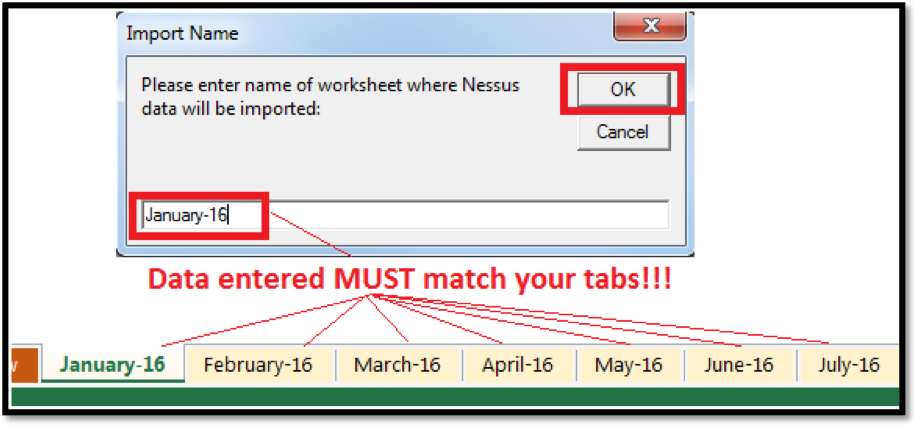 Import Name
Please enter name of worksheet where Nessus
data will be imported:
OK
Cancel
January-16
Data entered MUST match your tabs!!!
w January-16 February-16 March-16 April-16 May-16 June-16 July-16